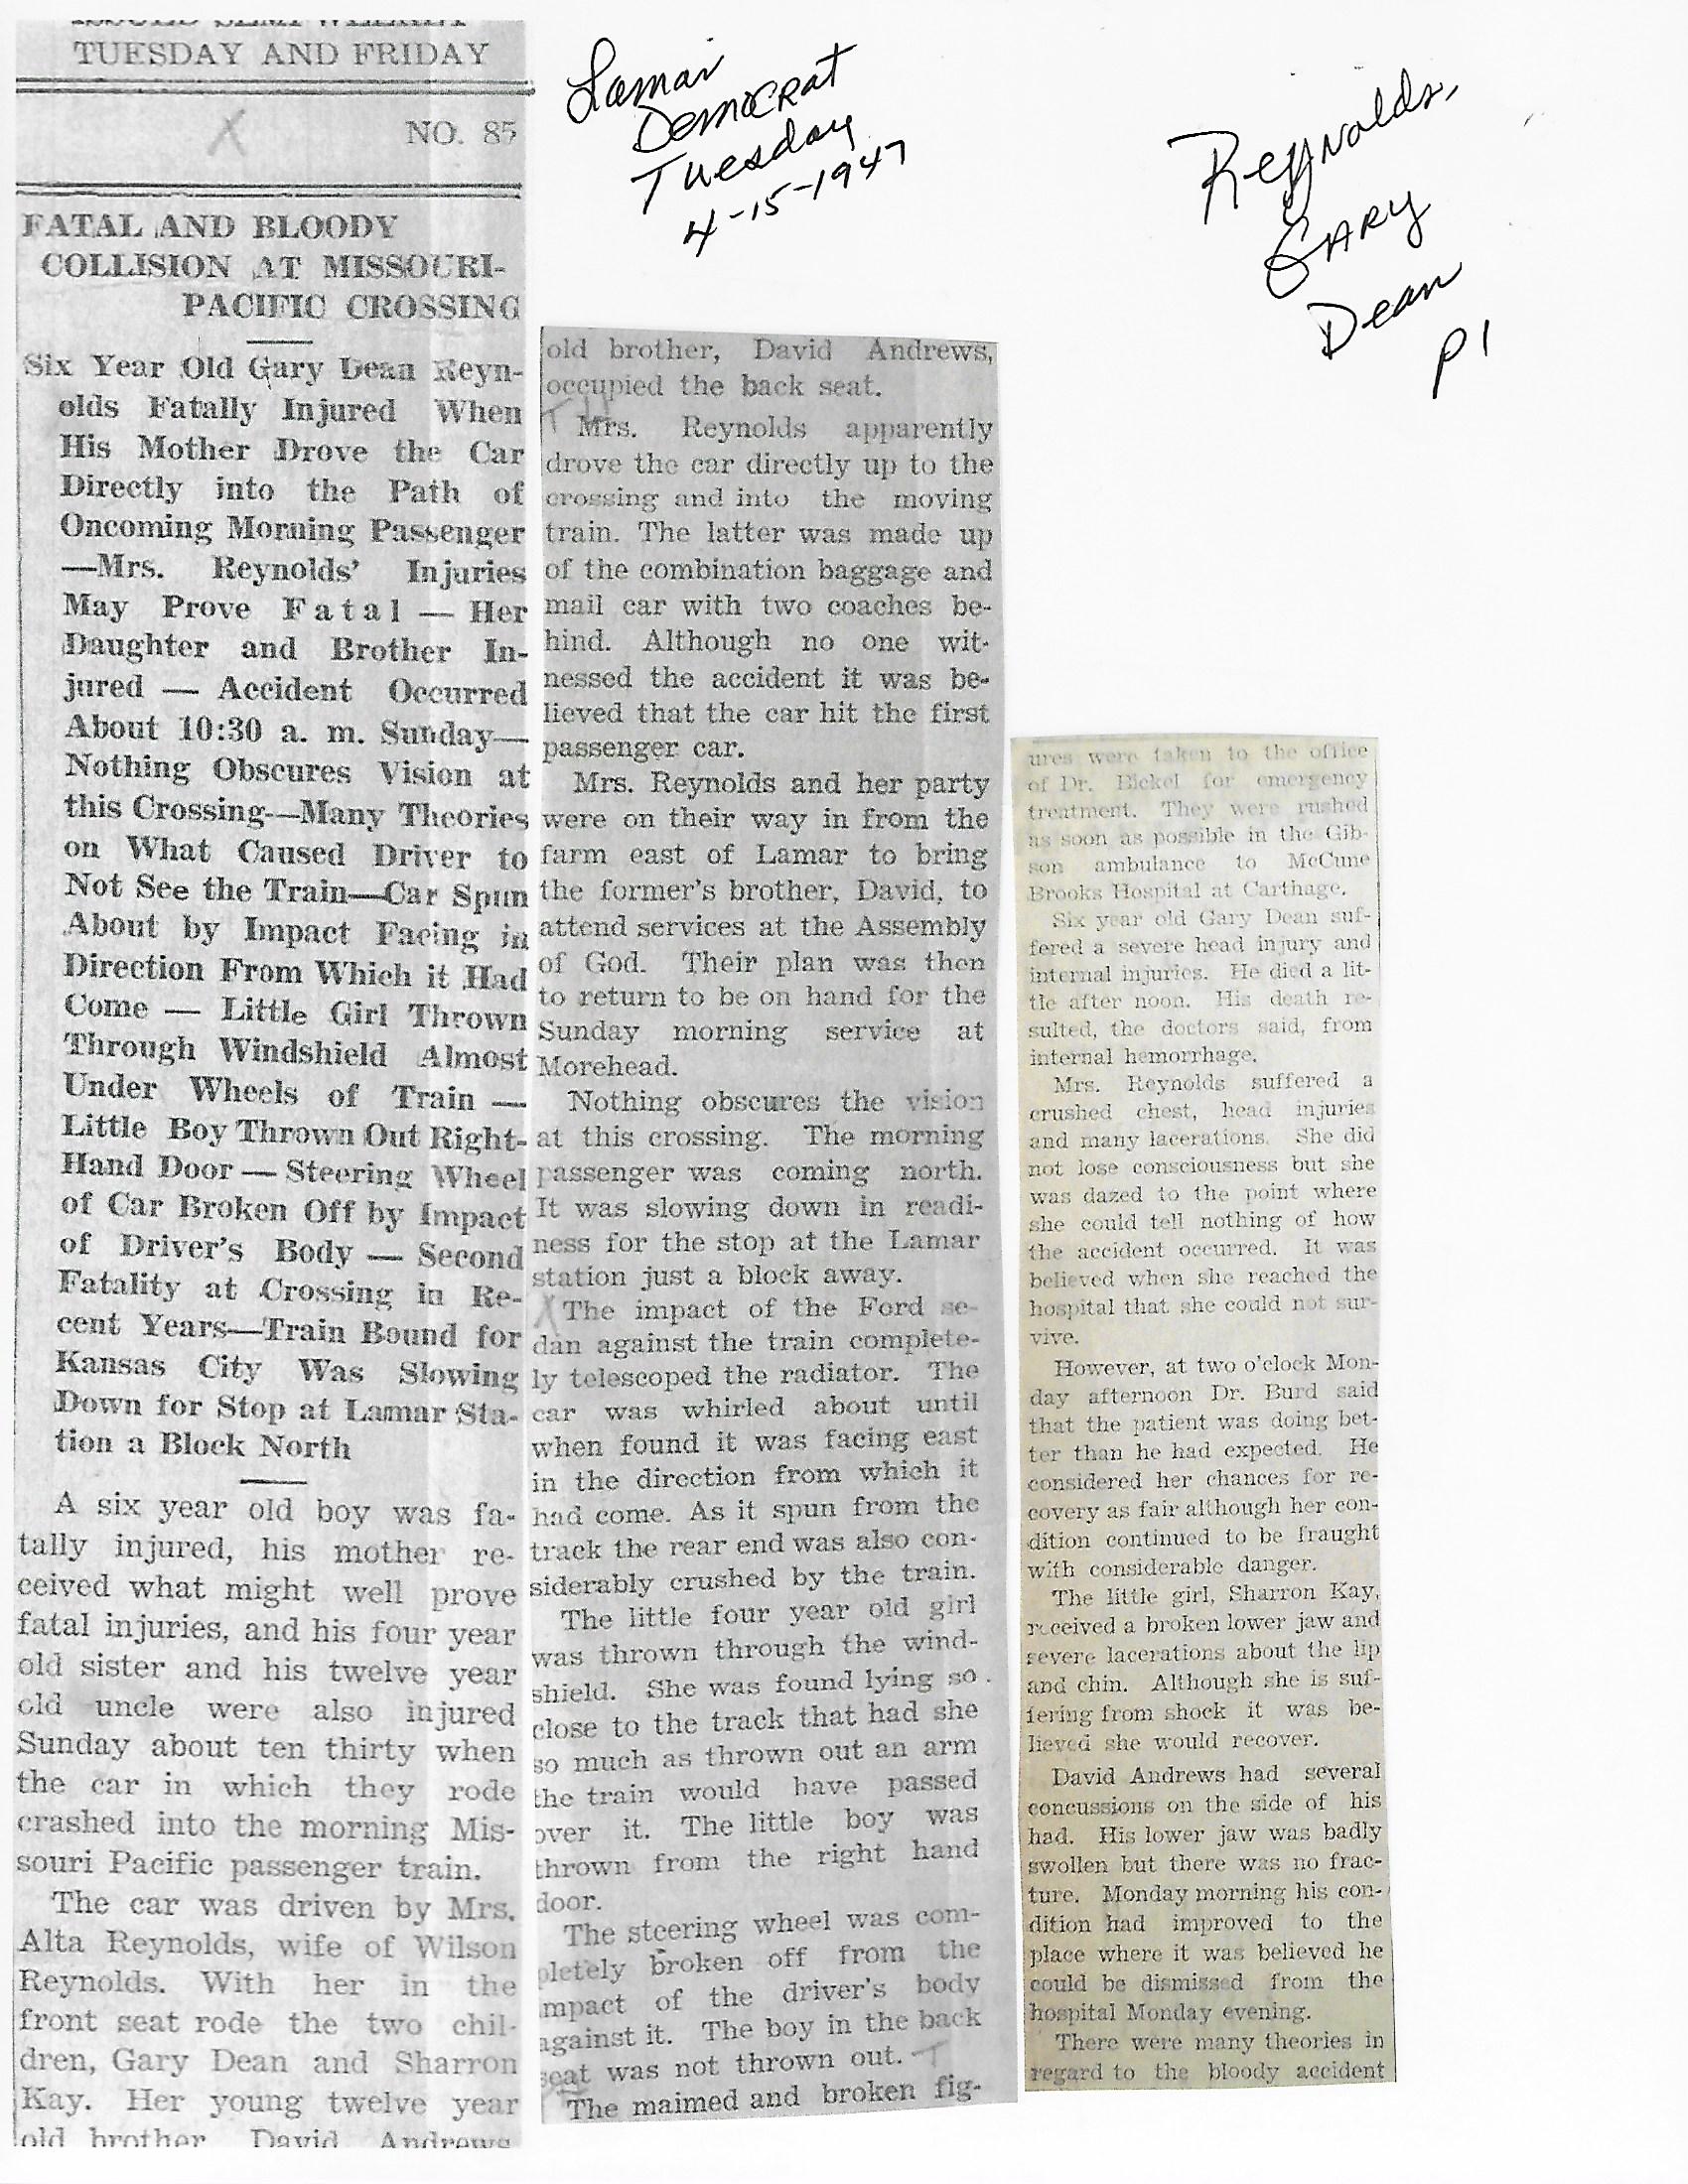 TUESDAY AND FRIDAY
X
NO. 85
FATAL AND BLOODY
COLLISION AT MISSOURI-
PACIFIC CROSSING
Six Year Old Gary Dean Reyn-
olds Fatally Injured When
His Mother Drove the Car
Directly into the Path of
Oncoming Morning Passenger
—Mrs. Reynolds' Injuries
May Prove Fatal — Her
Daughter and Brother In-
jured — Accident Occurred
About 10:30 a. m. Sunday—
Nothing Obscures Vision at
this Crossing—Many Theories
on What Caused Driver to
Not See the Train—Car Spun
About by Impact Facing in
Direction From Which it Had
Come — Little Girl Thrown
Through Windshield Almost
Under Wheels of Train —
Little Boy Thrown Out Right-
Hand Door — Steering Wheel
of Car Broken Off by Impact
of Driver's Body — Second
Fatality at Crossing in Re-
cent Years—Train Bound for
Kansas City Was Slowing
Down for Stop at Lamar Sta-
tion a Block North
A six year old boy was fa-
tally injured, his mother re-
ceived what might well prove
fatal injuries, and his four year
old sister and his twelve year
old uncle were also injured
Sunday about ten thirty when
the car in which they rode
crashed into the morning Mis-
souri Pacific passenger train.
The car was driven by Mrs.
Alta Reynolds, wife of Wilson
Reynolds. With her in the
front seat rode the two chil-
dren, Gary Dean and Sharron
Kay. Her young twelve year
old brother, David Andrews,
Lamar
Democrat
Tuesday
4-15-1947
old brother, David Andrews,
occupied the back seat.
Mrs. Reynolds apparently
drove the car directly up to the
crossing and into the moving
train. The latter was made up
of the combination baggage and
mail car with two coaches be-
hind. Although no one wit-
nessed the accident it was be-
lieved that the car hit the first
passenger car.
Mrs. Reynolds and her party
were on their way in from the
farm east of Lamar to bring
the former's brother, David, to
attend services at the Assembly
of God. Their plan was then
to return to be on hand for the
Sunday morning service at
Morehead.
Nothing obscures the vision
at this crossing. The morning
passenger was coming north.
It was slowing down in readi-
ness for the stop at the Lamar
station just a block away.
X The impact of the Ford se-
dan against the train complete-
ly telescoped the radiator. The
car was whirled about until
when found it was facing east
in the direction from which it
had come. As it spun from the
track the rear end was also con-
siderably crushed by the train.
The little four year old girl
was thrown through the wind-
shield. She was found lying so
close to the track that had she
so much as thrown out an arm
the train would have passed
over it. The little boy was
thrown from the right hand
door.
The steering wheel was com-
pletely broken off from the
mpact of the driver's body
against it. The boy in the back
seat was not thrown out.
The maimed and broken fig-
Reynolds,
Gary
Dean
P1
ures were taken to the office
of Dr. Bickel for emergency
treatment. They were rushed
as soon as possible in the Gib-
son ambulance to McCune
Brooks Hospital at Carthage.
Six year old Gary Dean suf-
fered a severe head injury and
internal injuries. He died a lit-
tle after noon. His death re-
sulted, the doctors said, from
internal hemorrhage.
Mrs. Reynolds suffered a
crushed chest, head injuries
and many lacerations. She did
not lose consciousness but she
was dazed to the point where
she could tell nothing of how
the accident occurred. It was
believed when she reached the
hospital that she could not sur-
vive.
However, at two o'clock Mon-
day afternoon Dr. Burd said
that the patient was doing bet-
ter than he had expected. He
considered her chances for re-
covery as fair although her con-
dition continued to be fraught
with considerable danger.
The little girl, Sharron Kay,
received a broken lower jaw and
severe lacerations about the lip
and chin. Although she is suf-
fering from shock it was be-
lieved she would recover.
David Andrews had several
concussions on the side of his
had. His lower jaw was badly
swollen but there was no frac-
ture. Monday morning his con-
dition had improved to the
place where it was believed he
could be dismissed from the
hospital Monday evening.
There were many theories in
regard to the bloody accident